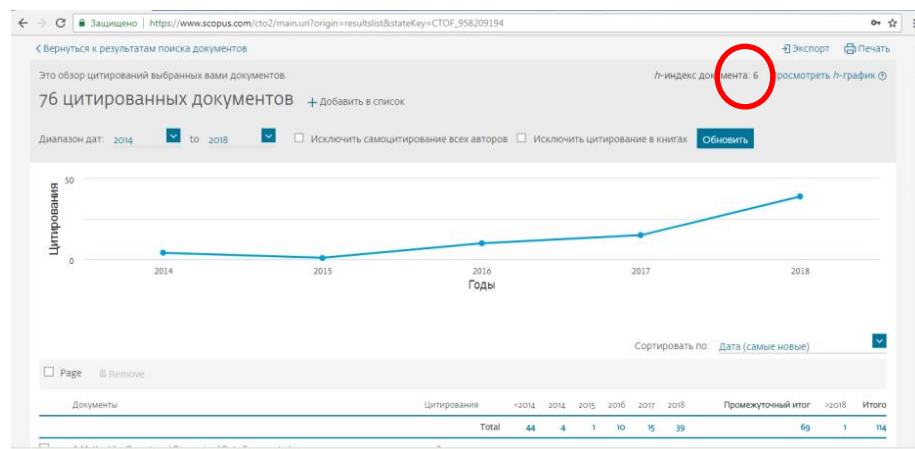 Защищено | https://www.scopus.com/cto2/main.uri?origin=resultslist&stateKey=CTOF_958209194
Вернуться к результатам поиска документов
Экспорт Печать
Это обзор цитирований выбранных вами документов.
h-индекс документа: 6 Просмотреть h-график
76 цитированных документов + Добавить в список
Диапазон дат: 2014 to 2018 Исключить самоцитирование всех авторов Исключить цитирование в книгах Обновить
50
Цитирования
0
2014 2015 2016 2017 2018
Годы
Сортировать по: Дата (самые новые)
Page Remove
Документы Цитирования <2014 2014 2015 2016 2017 2018 Промежуточный итог >2018 Итого
Total 44 4 1 10 15 39 69 1 114